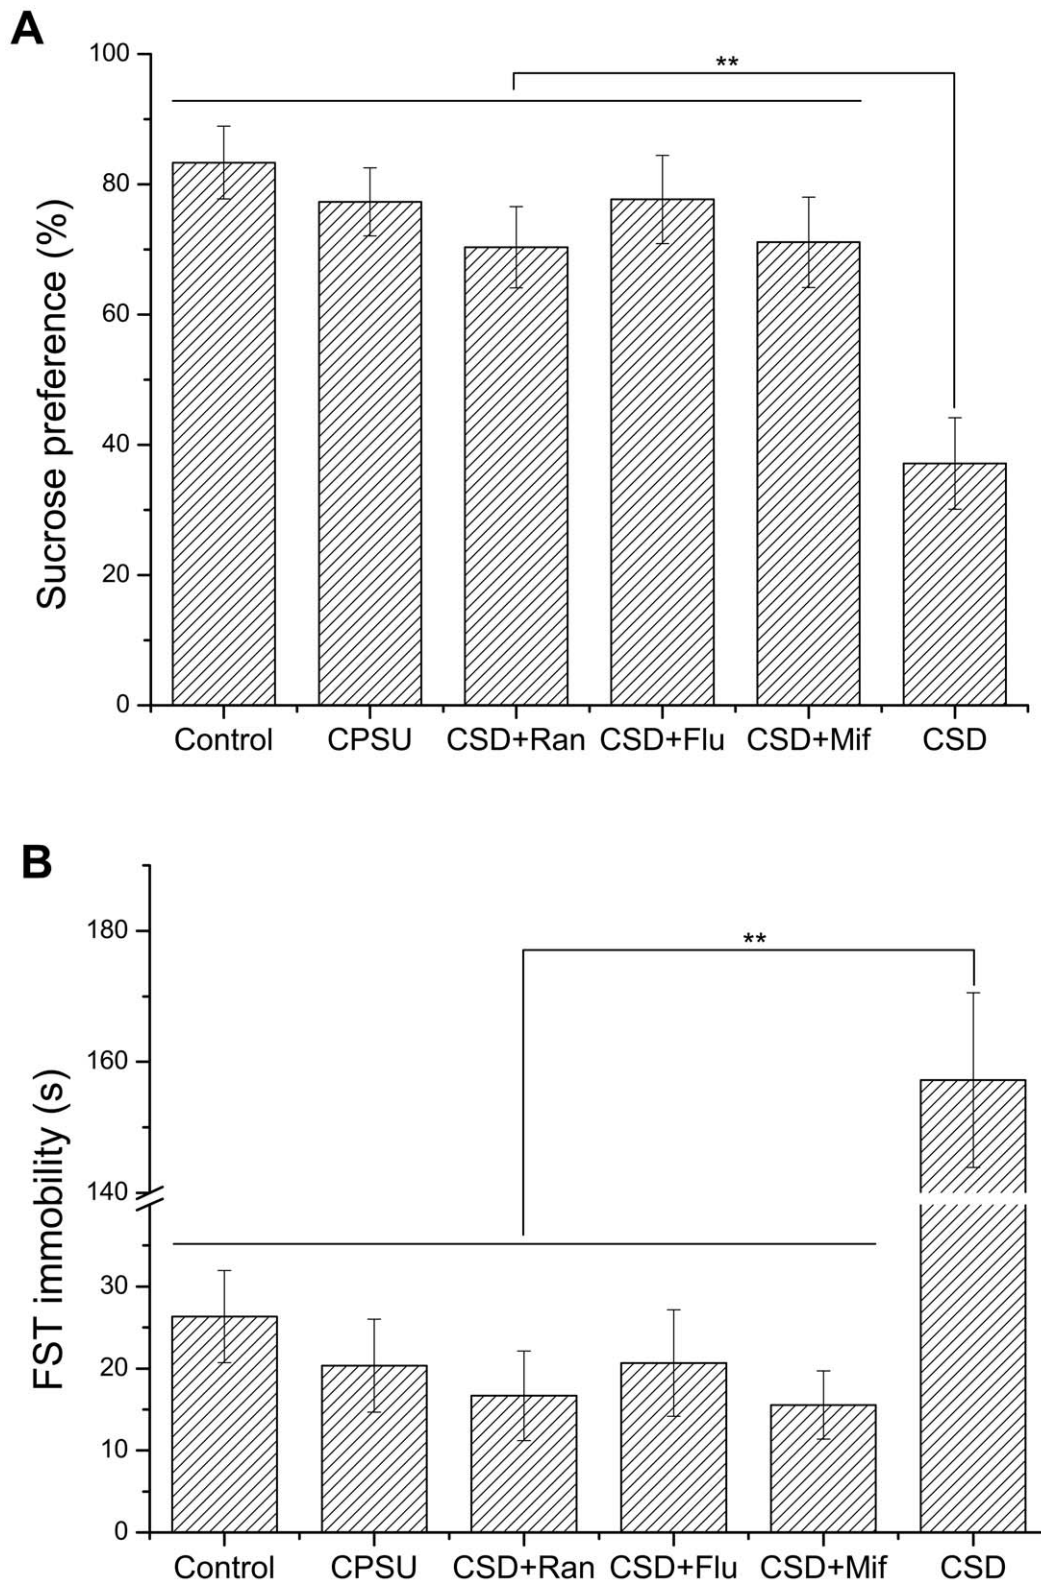 A
100
**
80
60
40
20
0
Sucrose preference (%)
Control CPSU CSD+Ran CSD+Flu CSD+Mif CSD
B
180
**
160
140
30
20
10
0
FST immobility (s)
Control CPSU CSD+Ran CSD+Flu CSD+Mif CSD